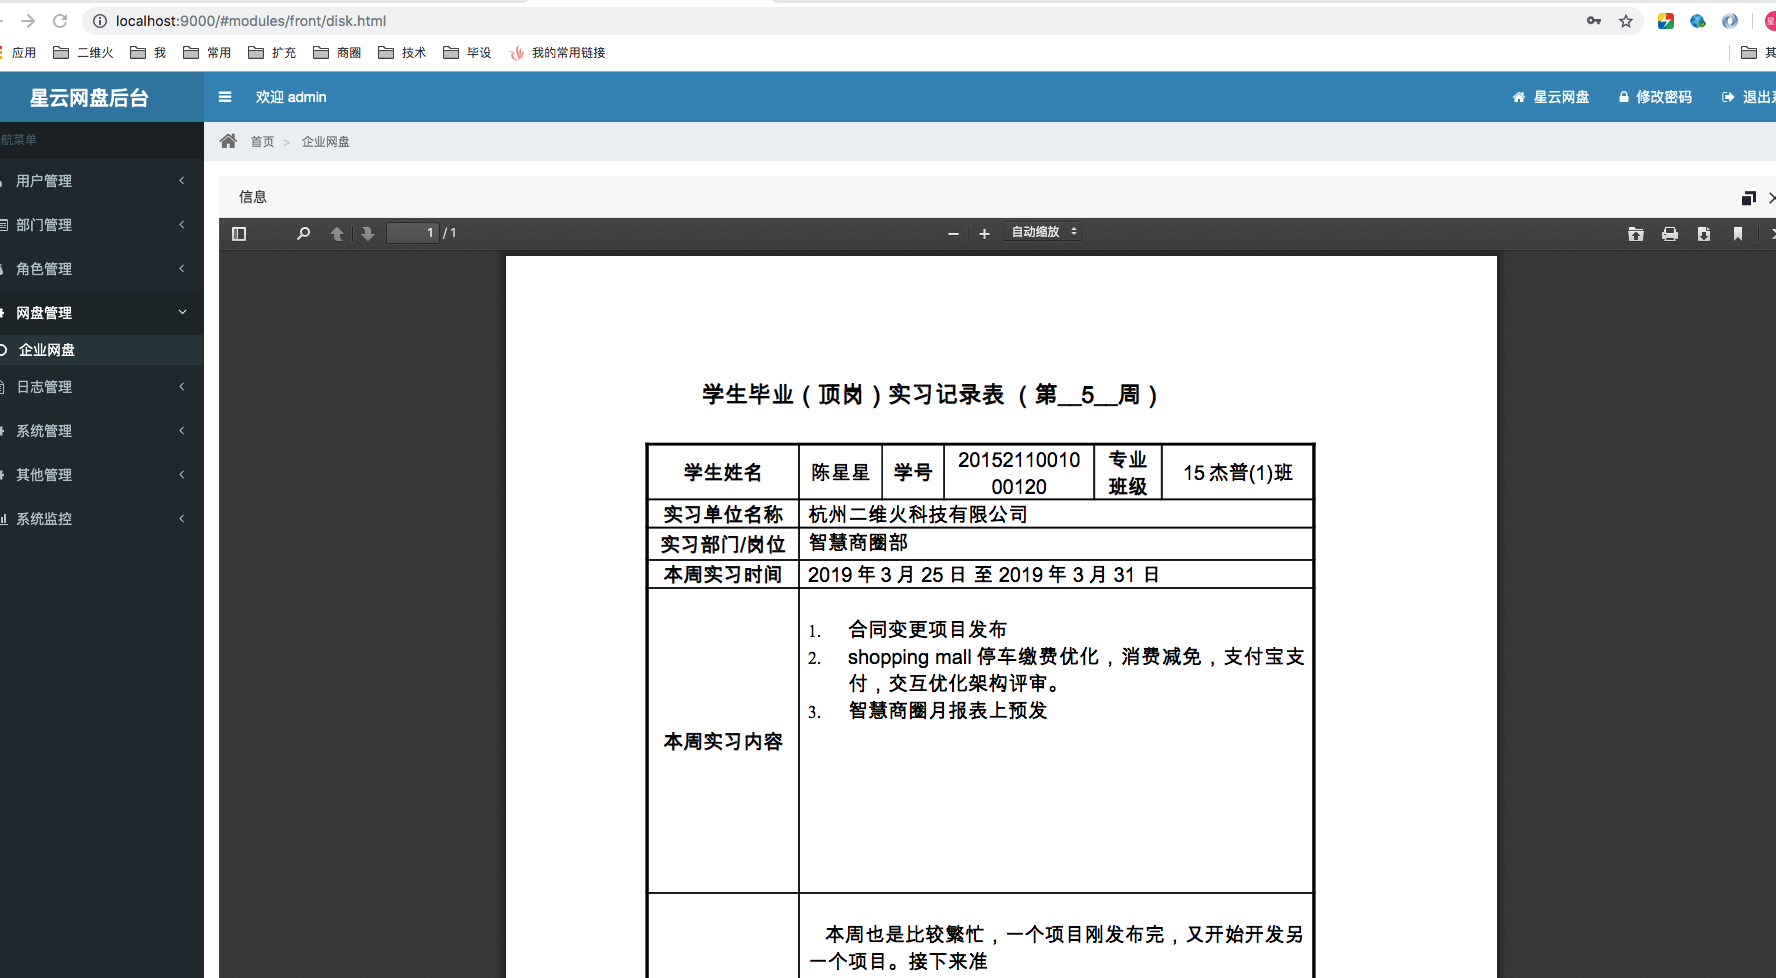 localhost:9000/#modules/front/disk.html
应用 二维火 我 常用 扩充 商圈 技术 毕设 我的常用链接 其
星云网盘后台 欢迎 admin 星云网盘 修改密码 退出
航菜单
首页 > 企业网盘
用户管理
部门管理
角色管理
网盘管理
企业网盘
日志管理
系统管理
其他管理
系统监控
信息
1 / 1 自动缩放
学生毕业（顶岗）实习记录表（第__5__周）
学生姓名 陈星星 学号 20152110010
00120 专业
班级 15 杰普(1)班
实习单位名称 杭州二维火科技有限公司
实习部门/岗位 智慧商圈部
本周实习时间 2019 年 3 月 25 日 至 2019 年 3 月 31 日
本周实习内容
1. 合同变更项目发布
2. shopping mall 停车缴费优化，消费减免，支付宝支
付，交互优化架构评审。
3. 智慧商圈月报表上预发
本周也是比较繁忙，一个项目刚发布完，又开始开发另
一个项目。接下来准